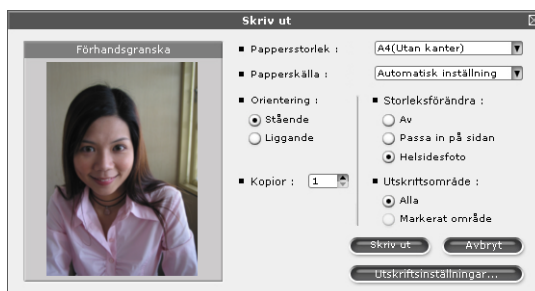 Skriv ut
Förhandsgranska
Pappersstorlek :
A4(Utan kanter)
Papperskälla :
Automatisk inställning
Orientering :
Stående
Liggande
Storleksförändra :
Av
Passa in på sidan
Helsidesfoto
Kopior :
1
Utskriftsområde :
Alla
Markerat område
Skriv ut
Avbryt
Utskriftsinställningar...